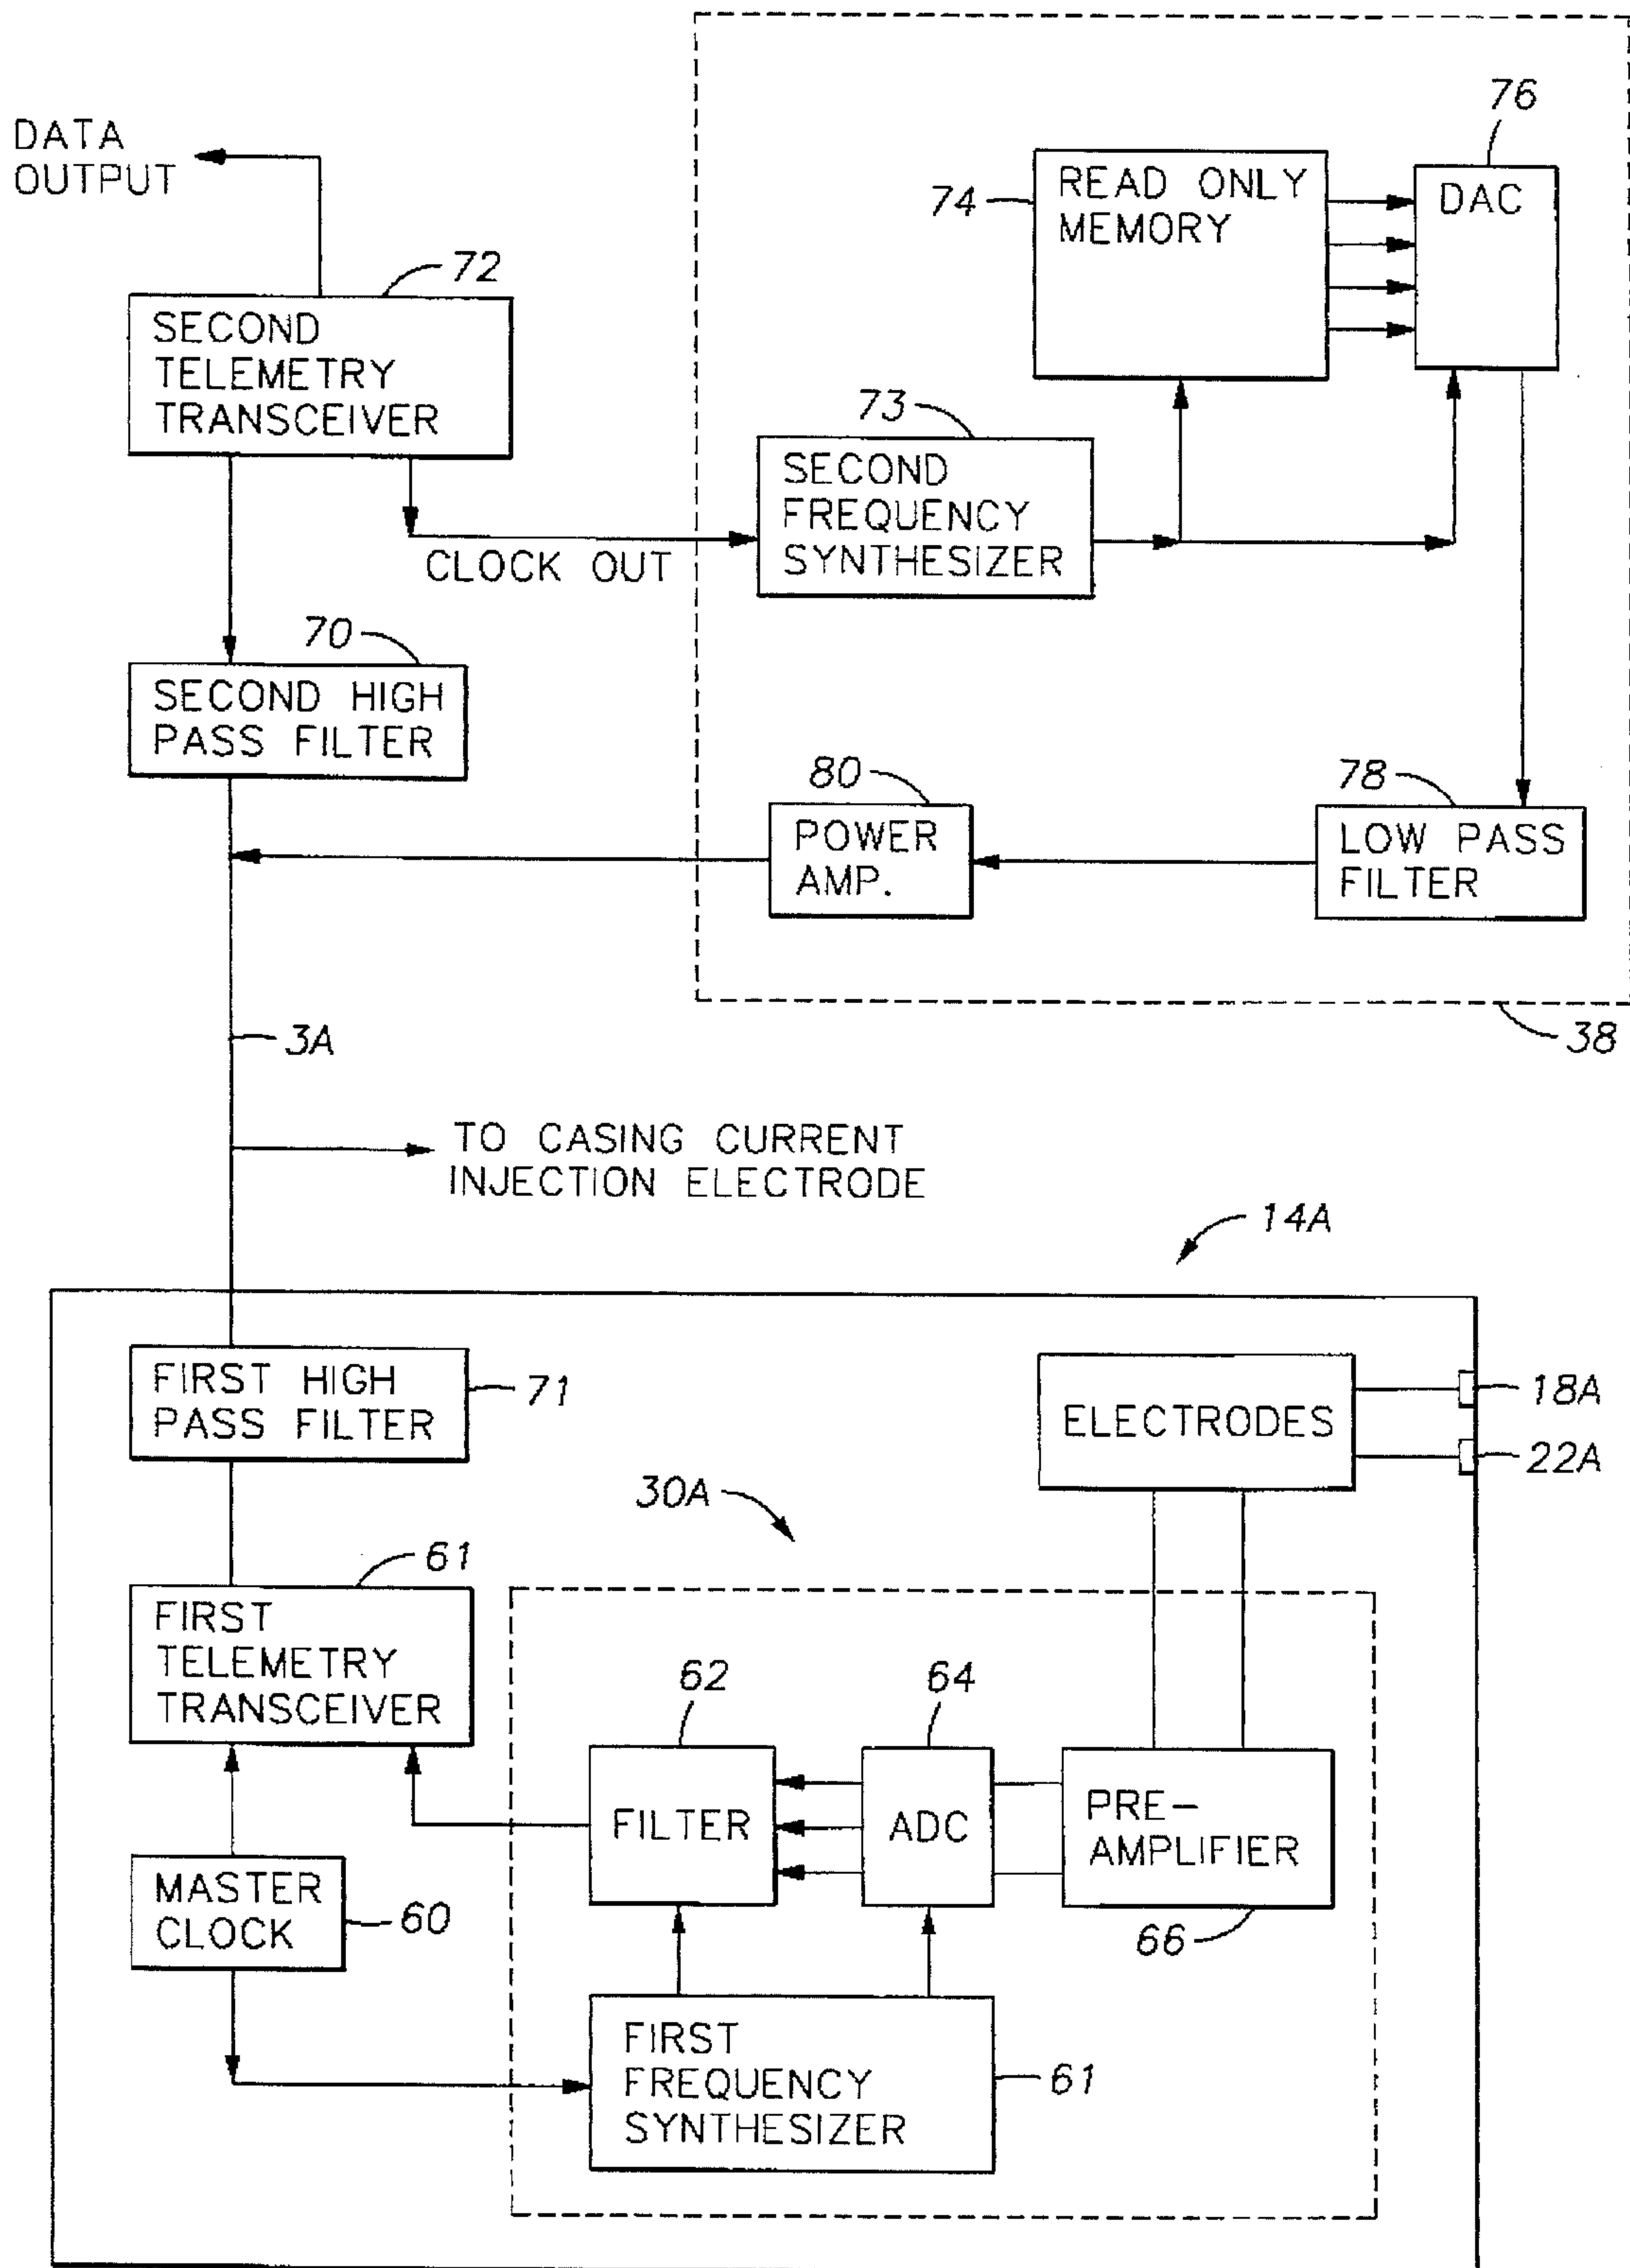 76
DATA
OUTPUT
74
READ ONLY
MEMORY
DAC
72
SECOND
TELEMETRY
TRANSCEIVER
73
SECOND
FREQUENCY
SYNTHESIZER
CLOCK OUT
70
SECOND HIGH
PASS FILTER
80
POWER
AMP.
78
LOW PASS
FILTER
3A
38
TO CASING CURRENT
INJECTION ELECTRODE
14A
FIRST HIGH
PASS FILTER
71
ELECTRODES
18A
22A
30A
61
FIRST
TELEMETRY
TRANSCEIVER
62
64
FILTER
ADC
PRE-
AMPLIFIER
66
MASTER
CLOCK
60
FIRST
FREQUENCY
SYNTHESIZER
61